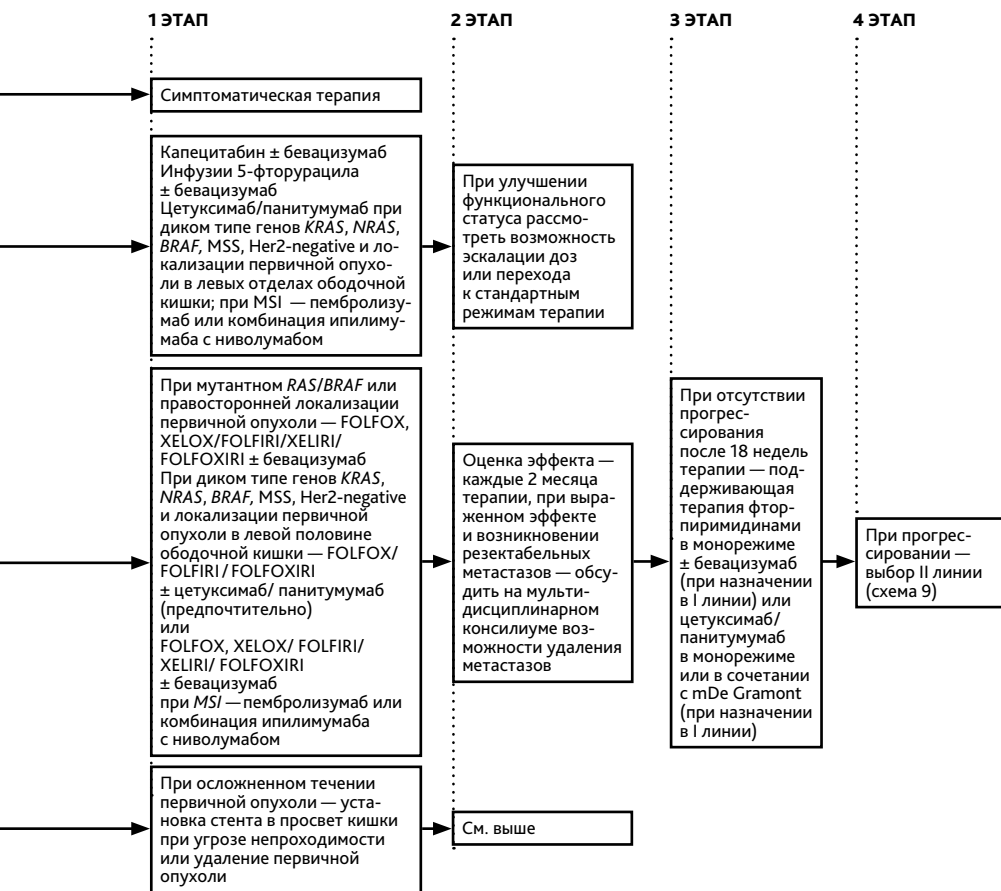 1 ЭТАП
2 ЭТАП
3 ЭТАП
4 ЭТАП
Симптоматическая терапия
Капецитабин ± бевацизумаб
Инфузии 5-фторурацила
± бевацизумаб
Цетуксимаб/панитумумаб при
диком типе генов KRAS, NRAS,
BRAF, MSS, Her2-negative и ло-
кализации первичной опухо-
ли в левых отделах ободочной
кишки; при MSI — пембролизу-
маб или комбинация ипилиму-
маба с ниволумабом
При улучшении
функционального
статуса рассмо-
треть возможность
эскалации доз
или перехода
к стандартным
режимам терапии
При мутантном RAS/BRAF или
правосторонней локализации
первичной опухоли — FOLFOX,
XELOX/FOLFIRI/XELIRI/
FOLFOXIRI ± бевацизумаб
При диком типе генов KRAS,
NRAS, BRAF, MSS, Her2-negative
и локализации первичной
опухоли в левой половине
ободочной кишки — FOLFOX/
FOLFIRI/ FOLFOXIRI
± цетуксимаб/ панитумумаб
(предпочтительно)
или
FOLFOX, XELOX/ FOLFIRI/
XELIRI/ FOLFOXIRI
± бевацизумаб
при MSI — пембролизумаб или
комбинация ипилимумаба
с ниволумабом
Оценка эффекта —
каждые 2 месяца
терапии, при выра-
женном эффекте
и возникновении
резектабельных
метастазов — обсу-
дить на мульти-
дисциплинарном
консилиуме воз-
можности удаления
метастазов
При отсутствии
прогрес-
сирования
после 18 недель
терапии — под-
держивающая
терапия фтор-
пиримидинами
в монорежиме
± бевацизумаб
(при назначении
в I линии) или
цетуксимаб/
панитумумаб
в монорежиме
или в сочетании
с mDe Gramont
(при назначении
в I линии)
При прогрес-
сировании —
выбор II линии
(схема 9)
При осложненном течении
первичной опухоли — уста-
новка стента в просвет кишки
при угрозе непроходимости
или удаление первичной
опухоли
См. выше